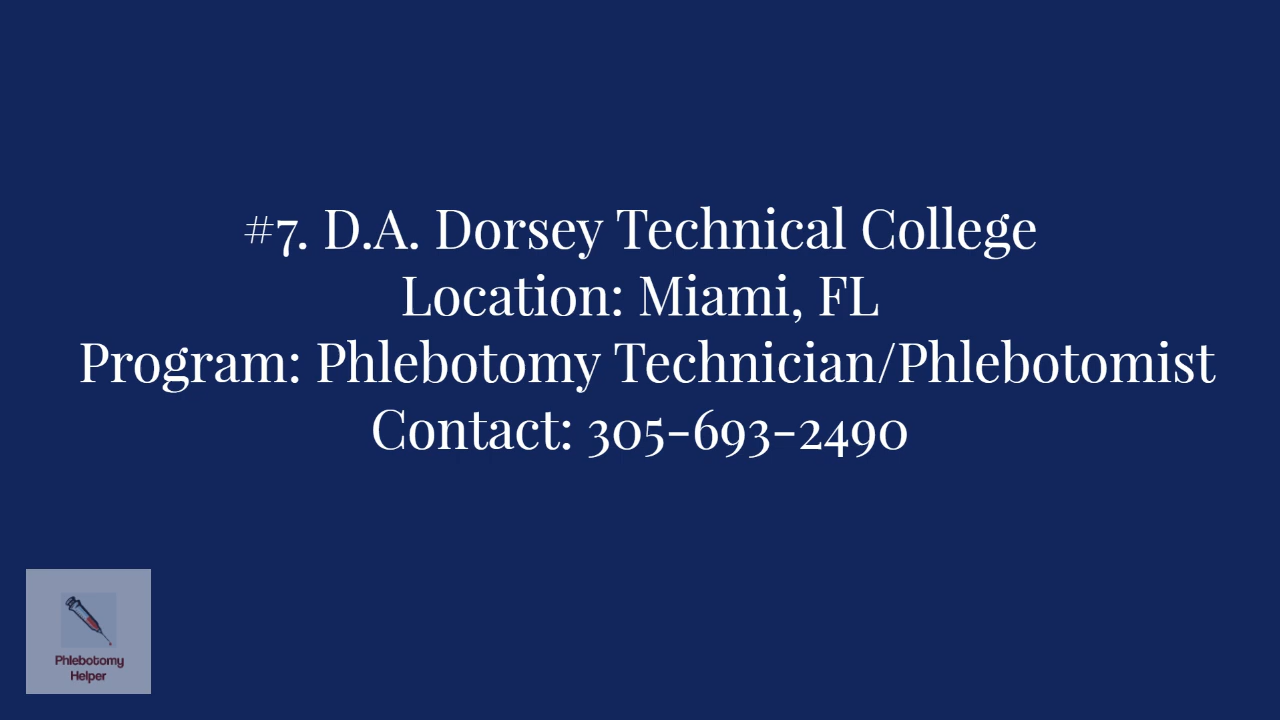 #7. D.A. Dorsey Technical College
Location: Miami, FL
Program: Phlebotomy Technician/Phlebotomist
Contact: 305-693-2490
Phlebotomy
Helper